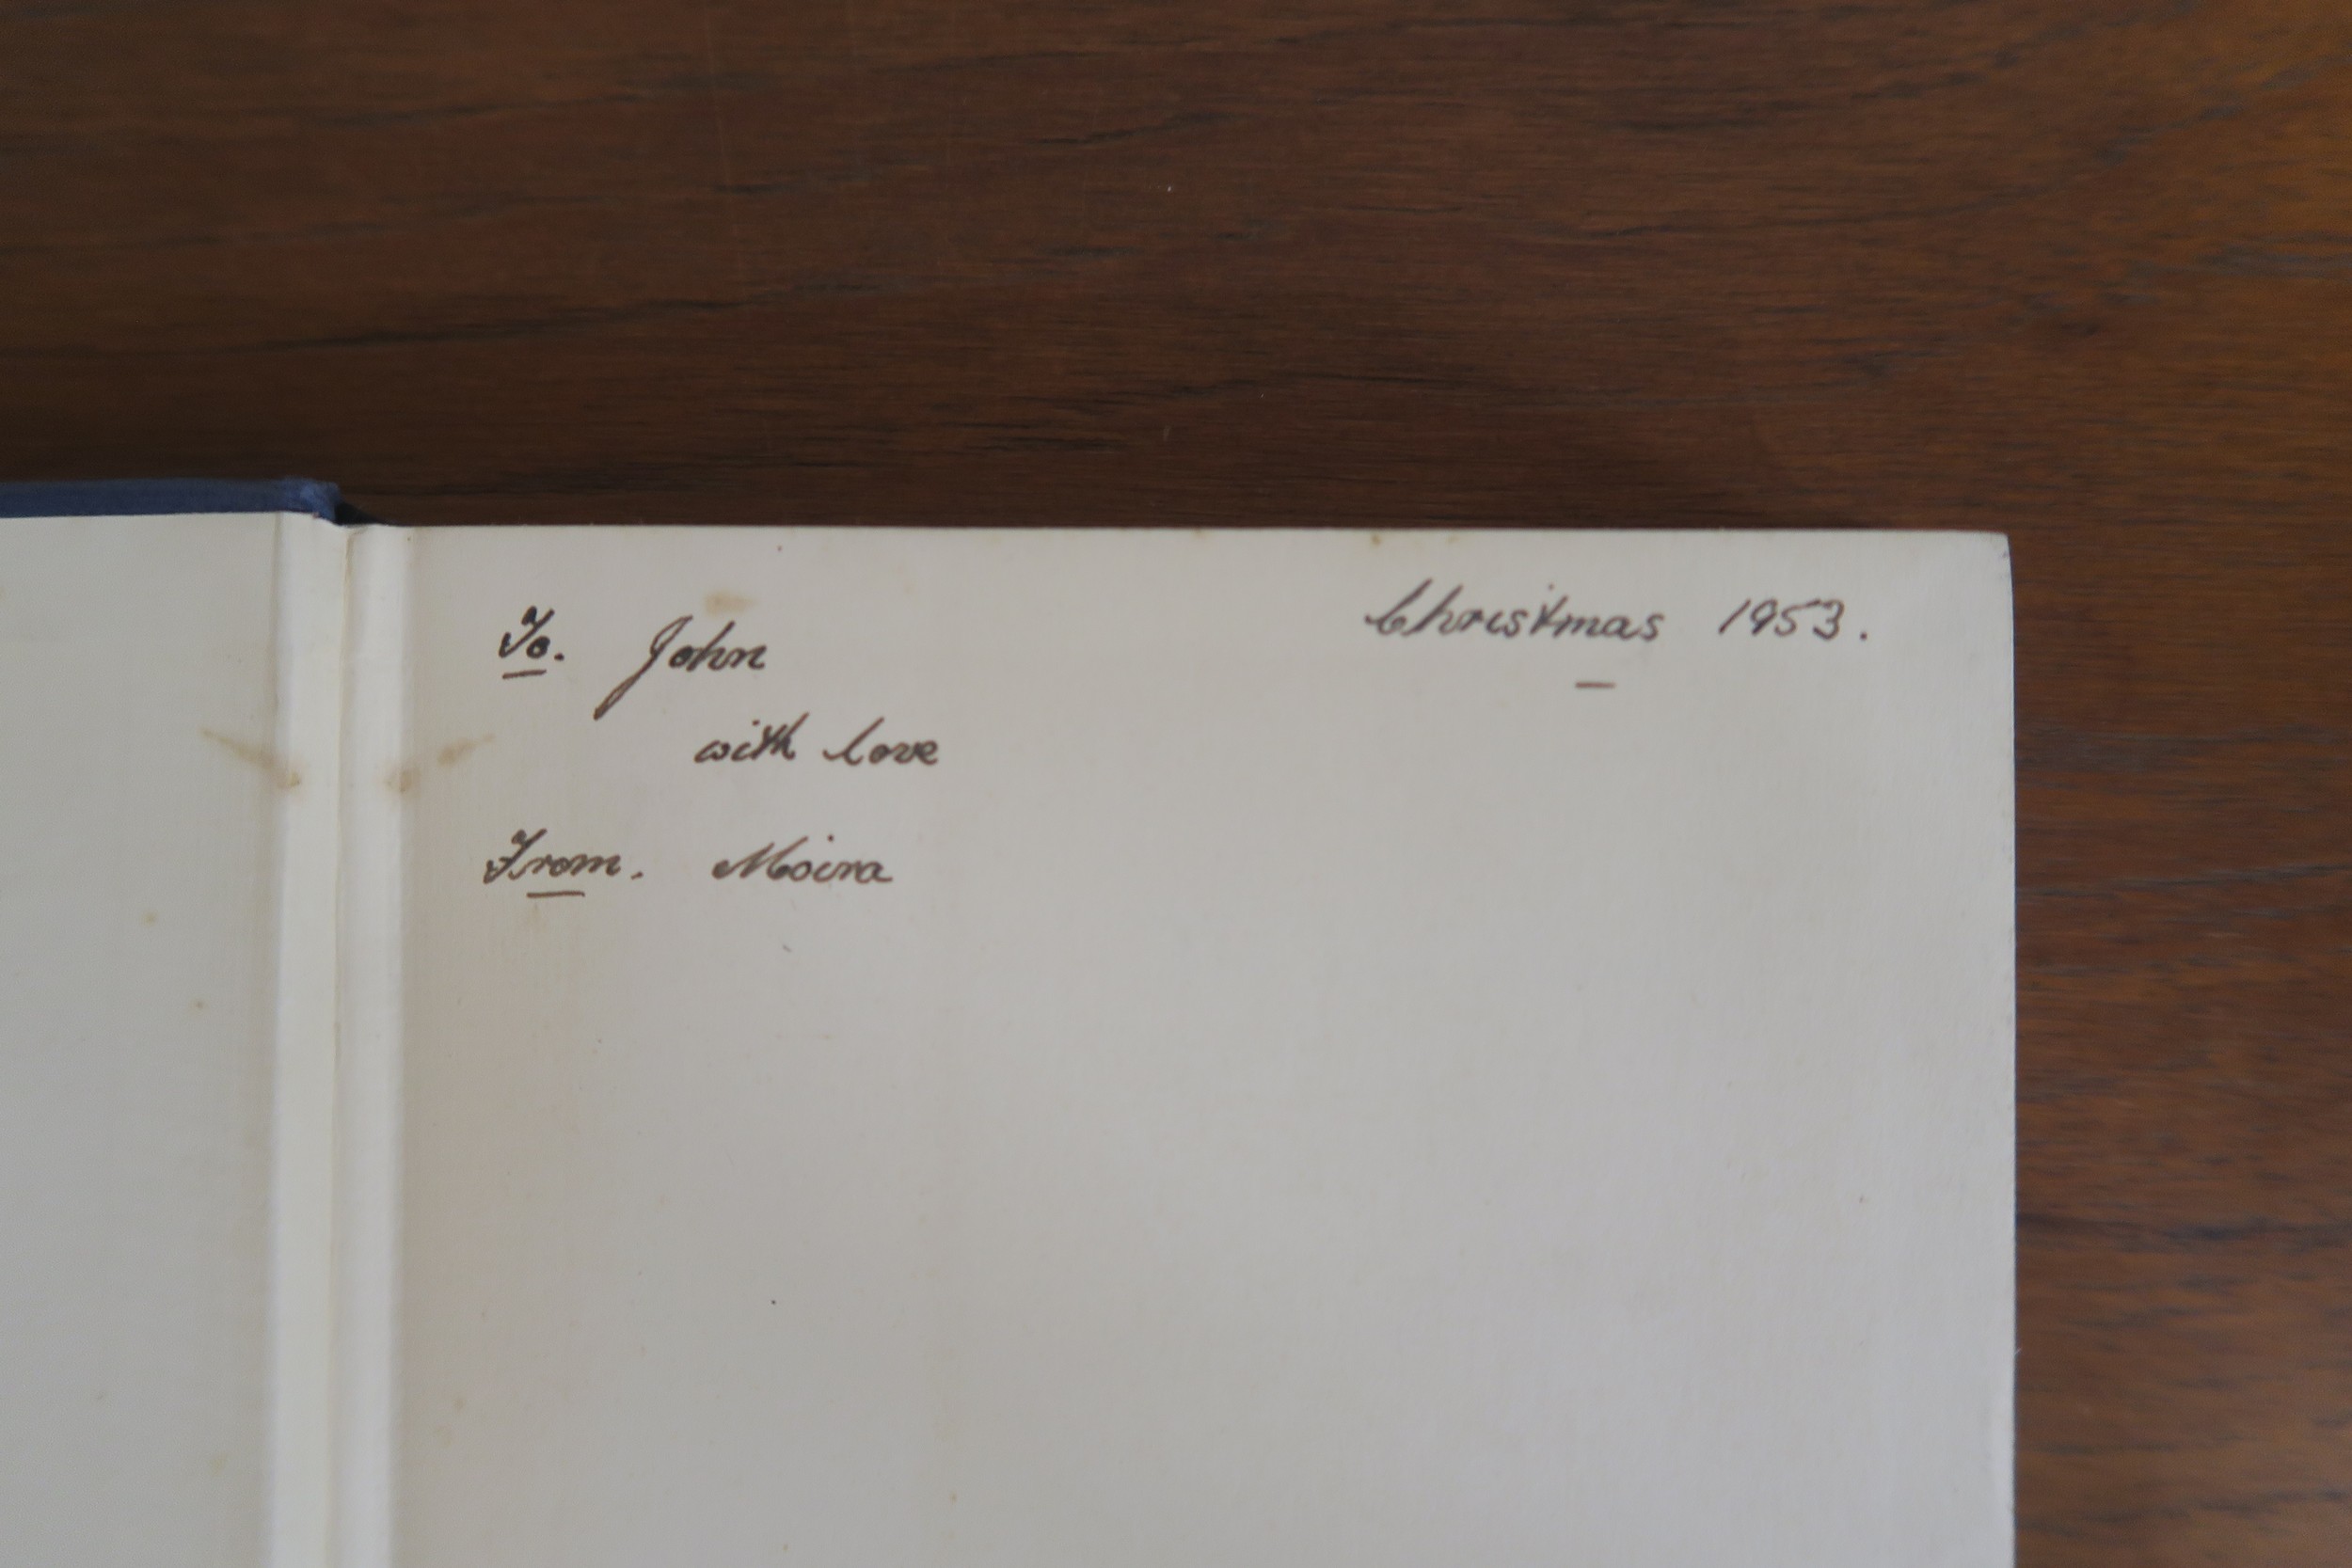 To. John
Christmas 1953.
with love
From. Moira